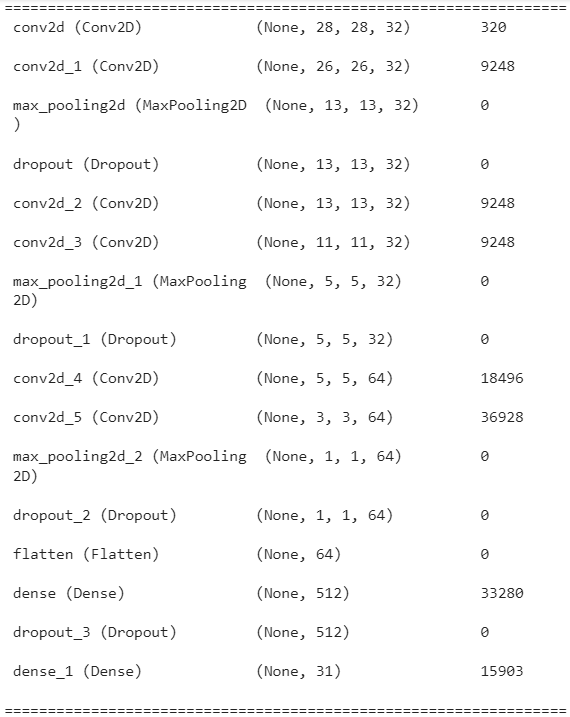 =================================================================
conv2d (Conv2D) (None, 28, 28, 32) 320
conv2d_1 (Conv2D) (None, 26, 26, 32) 9248
max_pooling2d (MaxPooling2D (None, 13, 13, 32) 0
)
dropout (Dropout) (None, 13, 13, 32) 0
conv2d_2 (Conv2D) (None, 13, 13, 32) 9248
conv2d_3 (Conv2D) (None, 11, 11, 32) 9248
max_pooling2d_1 (MaxPooling (None, 5, 5, 32) 0
2D)
dropout_1 (Dropout) (None, 5, 5, 32) 0
conv2d_4 (Conv2D) (None, 5, 5, 64) 18496
conv2d_5 (Conv2D) (None, 3, 3, 64) 36928
max_pooling2d_2 (MaxPooling (None, 1, 1, 64) 0
2D)
dropout_2 (Dropout) (None, 1, 1, 64) 0
flatten (Flatten) (None, 64) 0
dense (Dense) (None, 512) 33280
dropout_3 (Dropout) (None, 512) 0
dense_1 (Dense) (None, 31) 15903
=================================================================